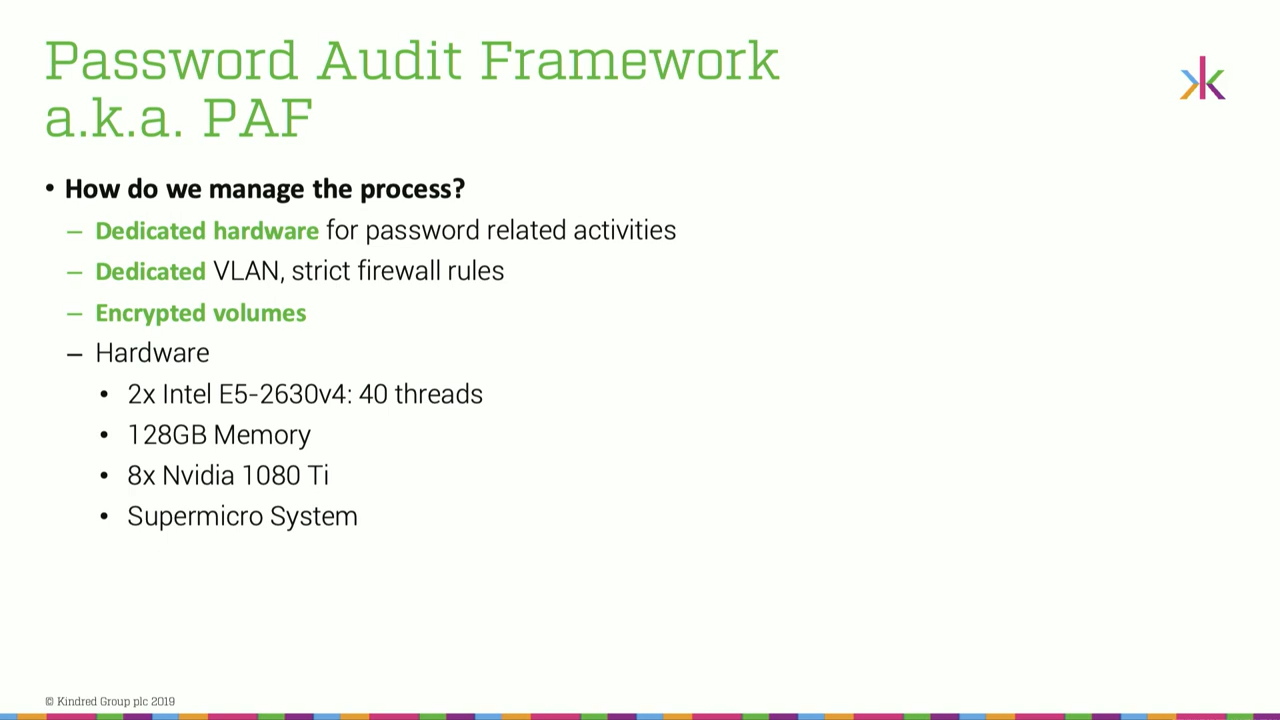 Password Audit Framework
a.k.a. PAF
• How do we manage the process?
– Dedicated hardware for password related activities
– Dedicated VLAN, strict firewall rules
– Encrypted volumes
– Hardware
• 2x Intel E5-2630v4: 40 threads
• 128GB Memory
• 8x Nvidia 1080 Ti
• Supermicro System
© Kindred Group plc 2019